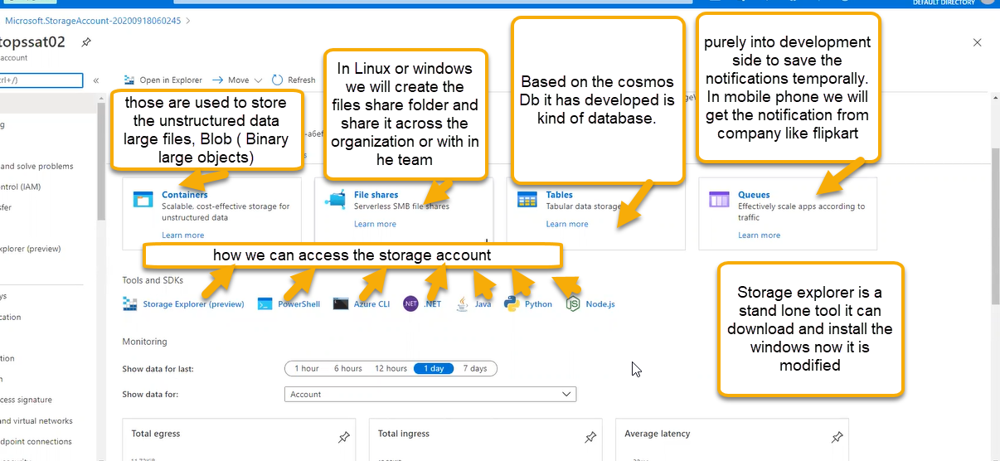 DEFAULT DIRECTORY
Microsoft.StorageAccount-20200918060245 >
topssat02
account
trl+/)
«
Open in Explorer
Move
Refresh
those are used to store
the unstructured data
large files, Blob ( Binary
large objects)
In Linux or windows
we will create the
files share folder and
share it across the
organization or with in
he team
Based on the cosmos
Db it has developed is
kind of database.
purely into development
side to save the
notifications temporally.
In mobile phone we will
get the notification from
company like flipkart
and solve problems
ntrol (IAM)
sfer
xplorer (preview)
ys
cation
tion
n
cess signature
nd virtual networks
dpoint connections
Containers
Scalable, cost-effective storage for
unstructured data
Learn more
File shares
Serverless SMB file shares
Learn more
Tables
Tabular data storage
Learn more
Queues
Effectively scale apps according to
traffic
Learn more
how we can access the storage account
Tools and SDKs
Storage Explorer (preview)
PowerShell
Azure CLI
.NET
Java
Python
Node.js
Storage explorer is a
stand lone tool it can
download and install the
windows now it is
modified
Monitoring
Show data for last:
1 hour
6 hours
12 hours
1 day
7 days
Show data for:
Account
Total egress
Total ingress
Average latency